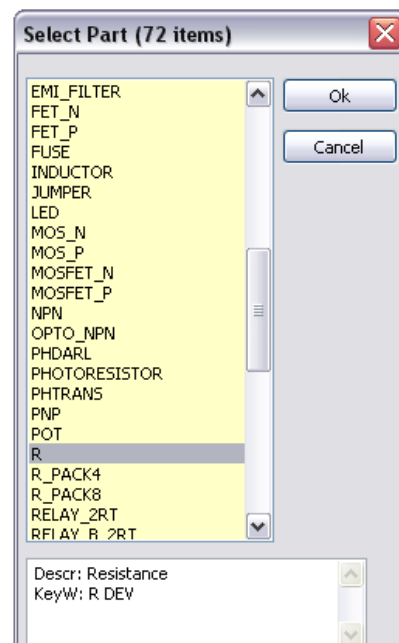 Select Part (72 items)
EMI_FILTER
FET_N
FET_P
FUSE
INDUCTOR
JUMPER
LED
MOS_N
MOS_P
MOSFET_N
MOSFET_P
NPN
OPTO_NPN
PHDARL
PHOTORESISTOR
PHTRANS
PNP
POT
R
R_PACK4
R_PACK8
RELAY_2RT
RELAY_B_2RT
Ok
Cancel
Descr: Resistance
KeyW: R DEV